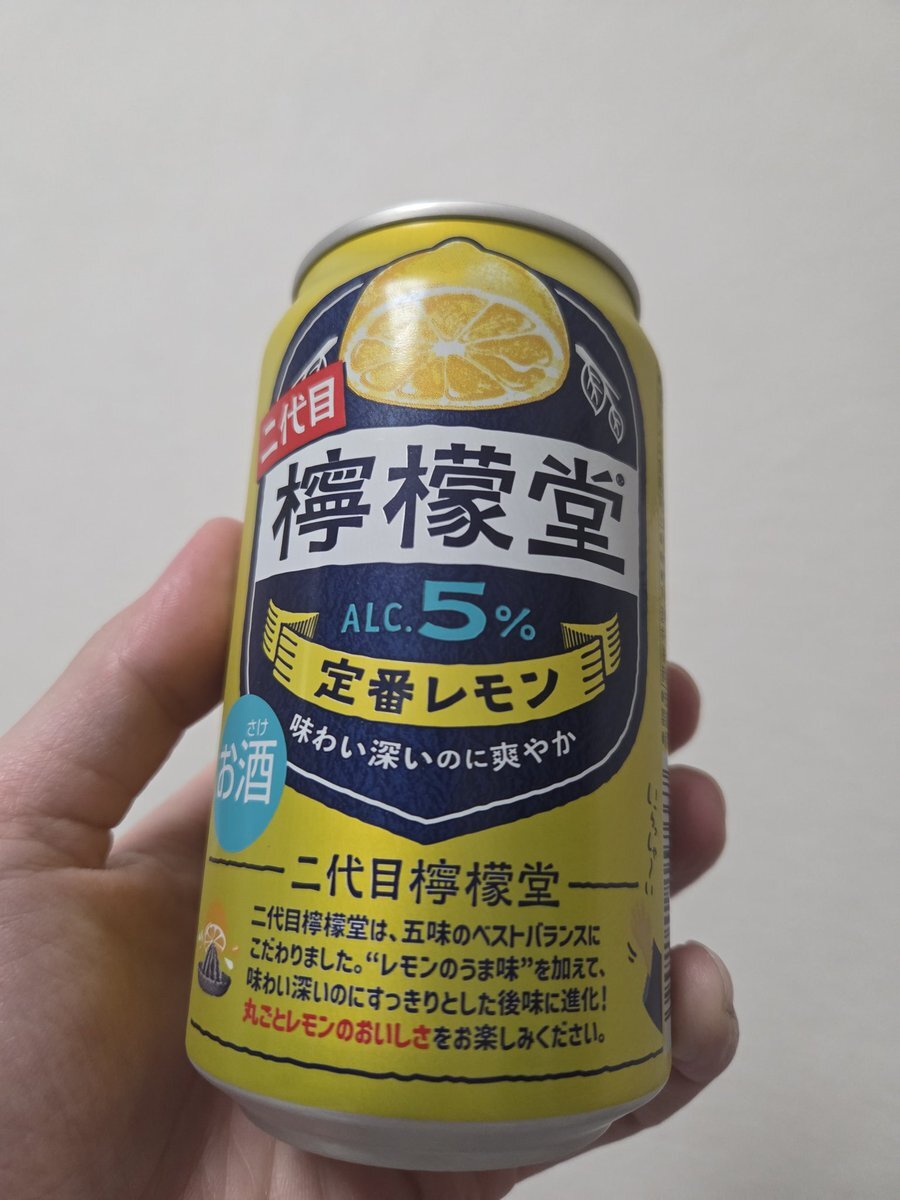 二代目
檸檬堂®
ALC.5%
定番レモン
味わい深いのに爽やか
さけ
お酒
二代目檸檬堂
二代目檸檬堂は、五味のベストバランスに
こだわりました。“レモンのうま味”を加えて、
味わい深いのにすっきりとした後味に進化!
丸ごとレモンのおいしさをお楽しみください。